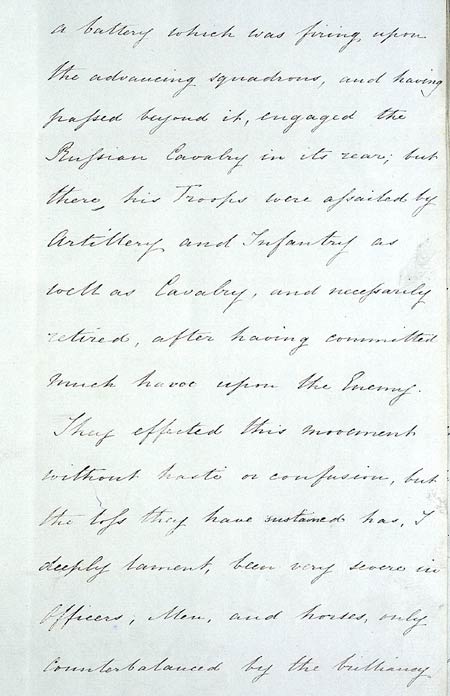 a battery which was firing upon
the advancing squadrons, and having
paſsed beyond it, engaged the
Ruſsian Cavalry in its rear; but
there, his Troops were aſsailed by
Artillery and Infantry as
well as Cavalry, and neceſsarily
retired, after having committed
much havoc upon the Enemy.
They effected this movement
without haste or confusion, but
the loſs they have sustained has, I
deeply lament, been very severe in
Officers, Men, and horses, only
counterbalanced by the brilliancy